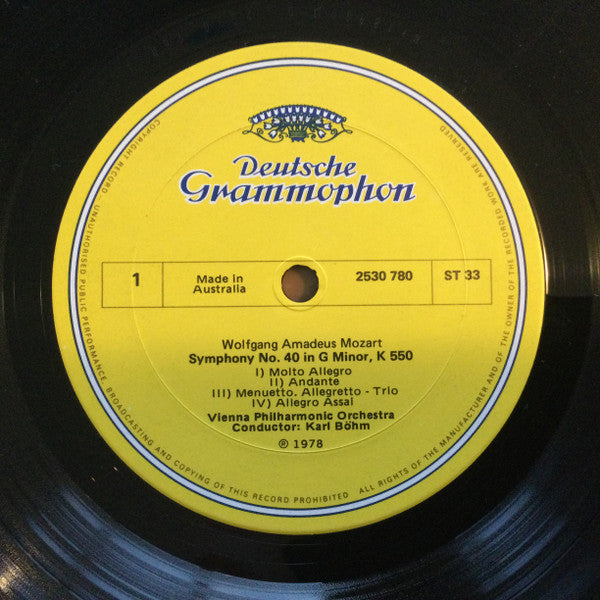 Deutsche
Grammophon
1
Made in
Australia
2530 780
ST 33
Wolfgang Amadeus Mozart
Symphony No. 40 in G Minor, K 550
I) Molto Allegro
II) Andante
III) Menuetto. Allegretto - Trio
IV) Allegro Assai
Vienna Philharmonic Orchestra
Conductor: Karl Böhm
℗ 1978
COPYRIGHT RECORD - UNAUTHORISED PUBLIC PERFORMANCE, BROADCASTING AND COPYING OF THIS RECORD PROHIBITED
ALL RIGHTS OF THE MANUFACTURER AND OF THE OWNER OF THE RECORDED WORK ARE RESERVED